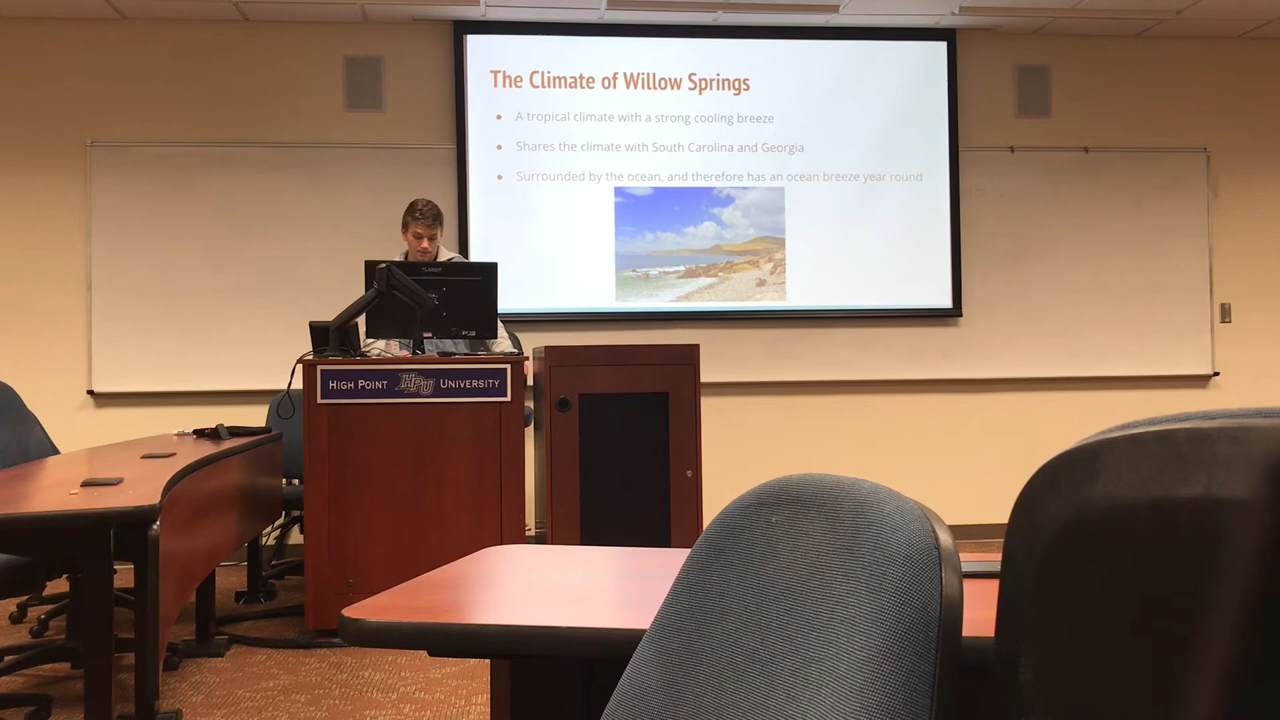 The Climate of Willow Springs
● A tropical climate with a strong cooling breeze
● Shares the climate with South Carolina and Georgia
● Surrounded by the ocean, and therefore has an ocean breeze year round
HIGH POINT HPU UNIVERSITY